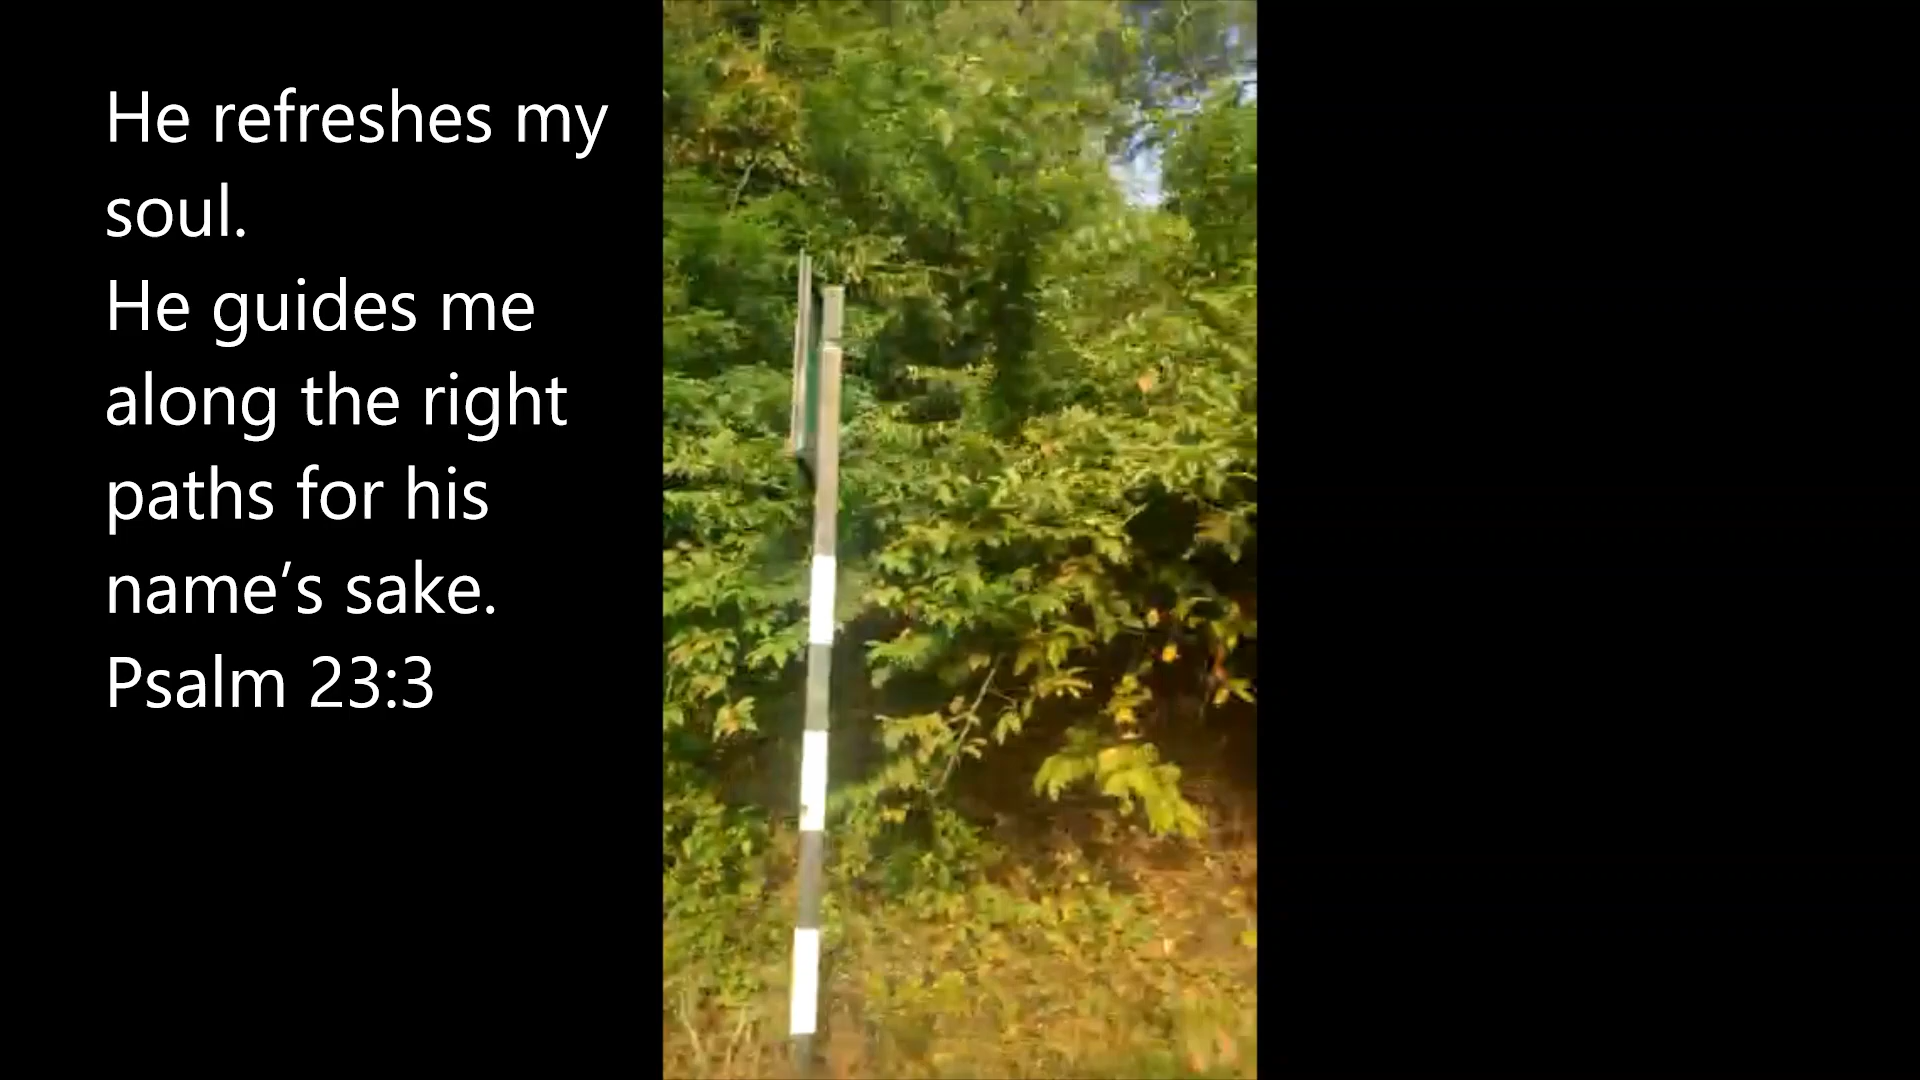 He refreshes my
soul.
He guides me
along the right
paths for his
name’s sake.
Psalm 23:3